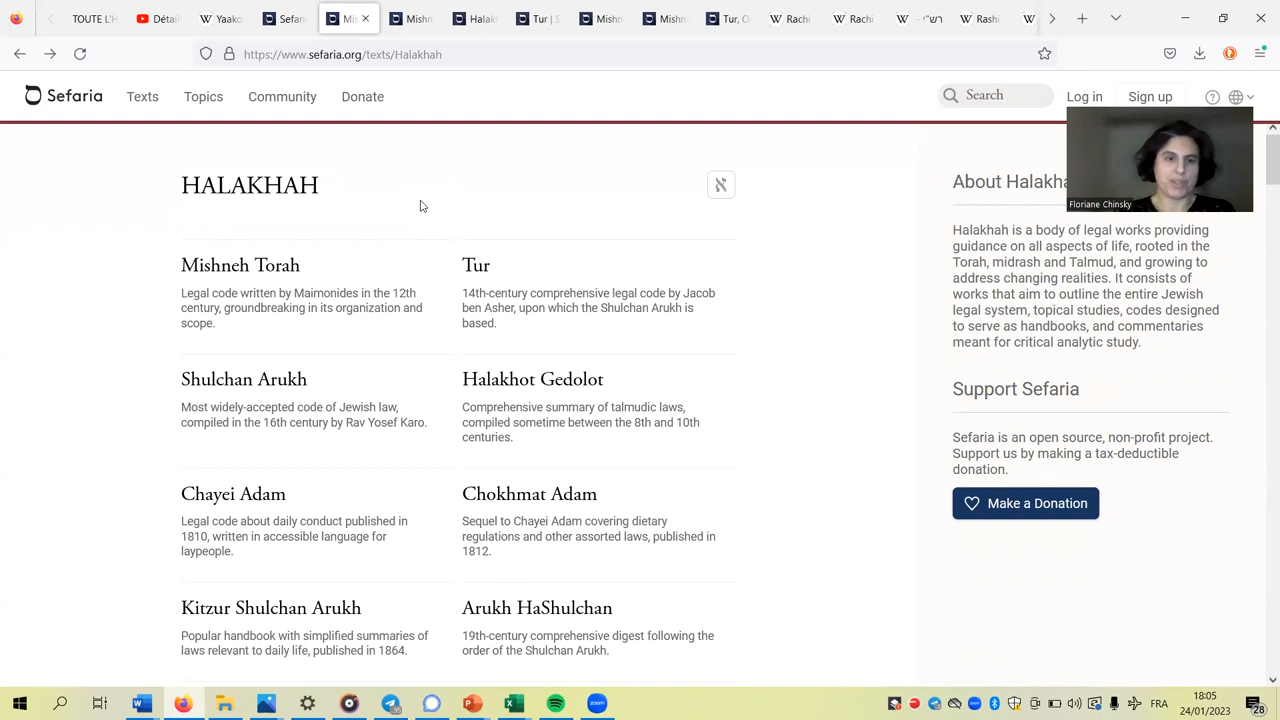 TOUTE L'H
Détail
Yaako
Sefari
Mis
Mishn
Halak
Tur | S
Mishn
Mishn
Tur, O
Rachi
Rachi
רש"י –
Rashi
https://www.sefaria.org/texts/Halakhah
Sefaria
Texts
Topics
Community
Donate
Search
Log in
Sign up
HALAKHAH
א
Floriane Chinsky
About Halakha
Mishneh Torah
Legal code written by Maimonides in the 12th
century, groundbreaking in its organization and
scope.
Tur
14th-century comprehensive legal code by Jacob
ben Asher, upon which the Shulchan Arukh is
based.
Shulchan Arukh
Most widely-accepted code of Jewish law,
compiled in the 16th century by Rav Yosef Karo.
Halakhot Gedolot
Comprehensive summary of talmudic laws,
compiled sometime between the 8th and 10th
centuries.
Chayei Adam
Legal code about daily conduct published in
1810, written in accessible language for
laypeople.
Chokhmat Adam
Sequel to Chayei Adam covering dietary
regulations and other assorted laws, published in
1812.
Kitzur Shulchan Arukh
Popular handbook with simplified summaries of
laws relevant to daily life, published in 1864.
Arukh HaShulchan
19th-century comprehensive digest following the
order of the Shulchan Arukh.
Halakhah is a body of legal works providing
guidance on all aspects of life, rooted in the
Torah, midrash and Talmud, and growing to
address changing realities. It consists of
works that aim to outline the entire Jewish
legal system, topical studies, codes designed
to serve as handbooks, and commentaries
meant for critical analytic study.
Support Sefaria
Sefaria is an open source, non-profit project.
Support us by making a tax-deductible
donation.
Make a Donation
FRA
18:05
24/01/2023
28